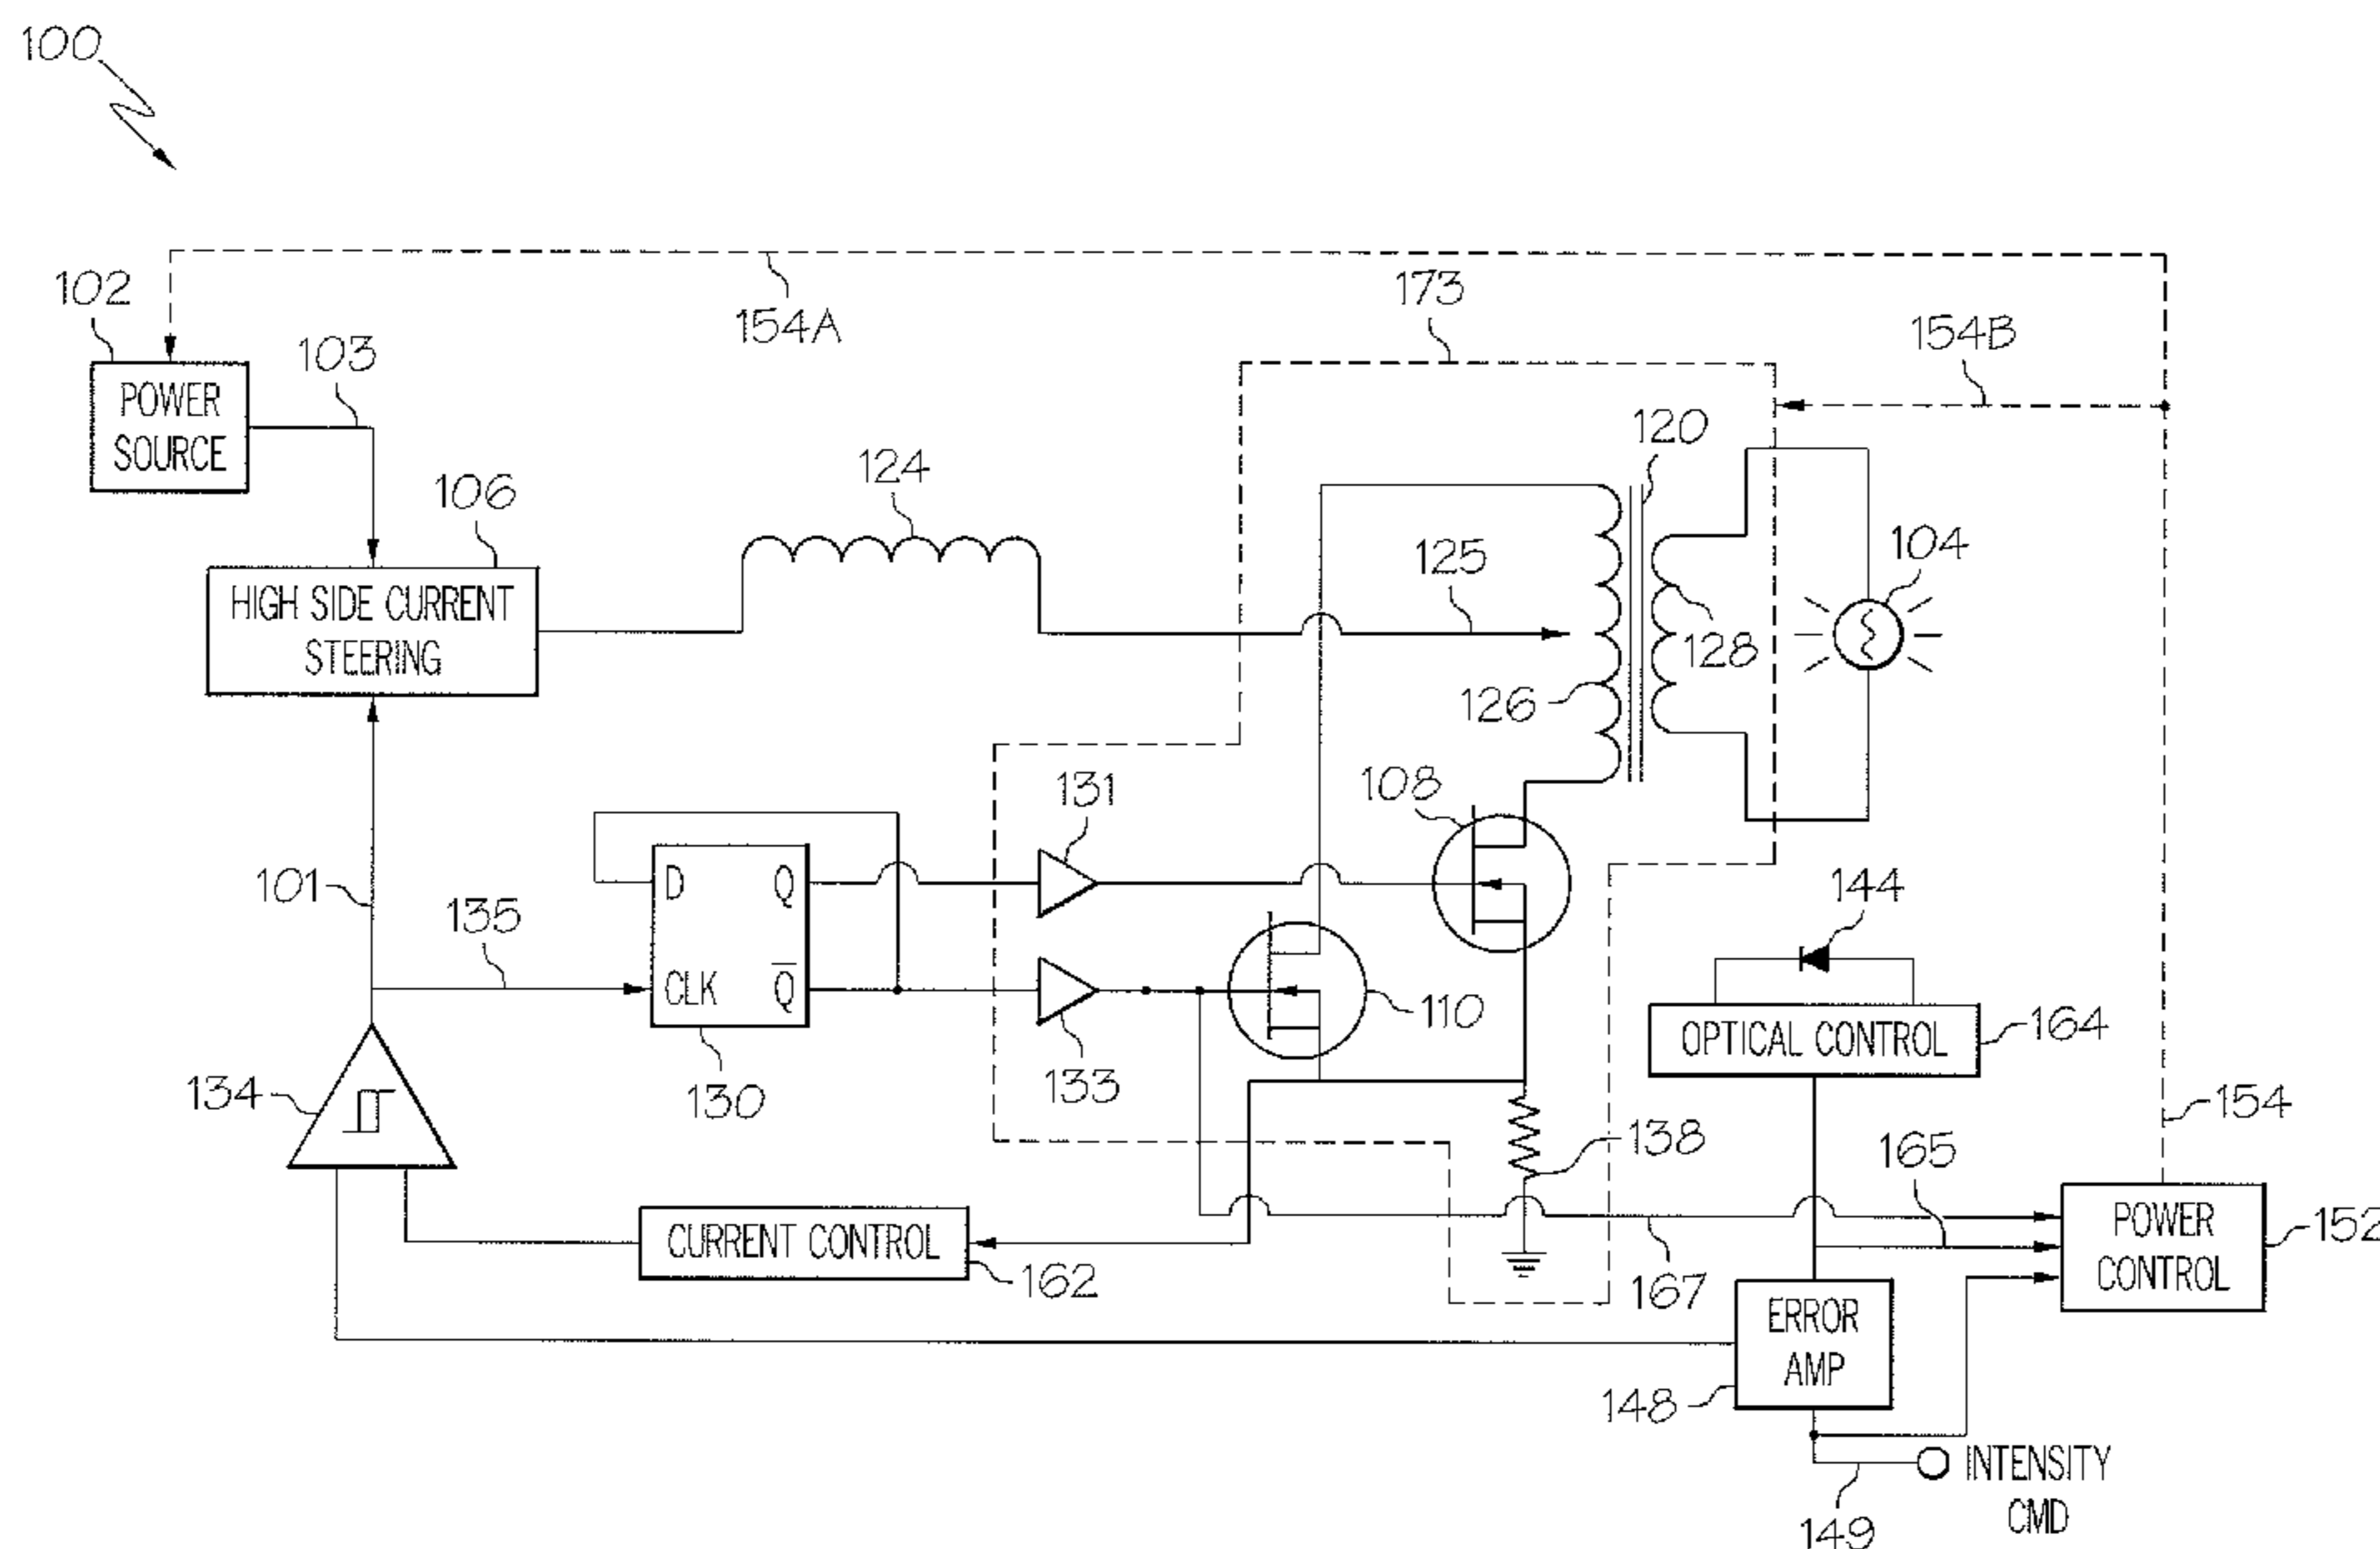 100
102
POWER
SOURCE
103
154A
173
154B
106
HIGH SIDE CURRENT
STEERING
124
125
120
126
128
104
101
135
D Q
CLK Q̅
130
131
133
108
110
134
144
OPTICAL CONTROL
164
154
138
165
CURRENT CONTROL
162
167
POWER
CONTROL
152
ERROR
AMP
148
149
INTENSITY
CMD